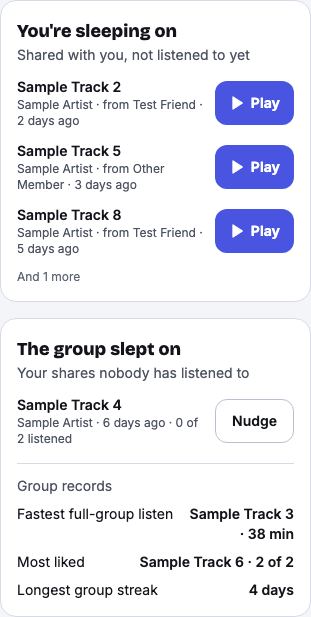 You're sleeping on
Shared with you, not listened to yet
Sample Track 2
Sample Artist · from Test Friend ·
2 days ago
Play
Sample Track 5
Sample Artist · from Other
Member · 3 days ago
Play
Sample Track 8
Sample Artist · from Test Friend ·
5 days ago
Play
And 1 more
The group slept on
Your shares nobody has listened to
Sample Track 4
Sample Artist · 6 days ago · 0 of
2 listened
Nudge
Group records
Fastest full-group listen Sample Track 3
· 38 min
Most liked Sample Track 6 · 2 of 2
Longest group streak 4 days